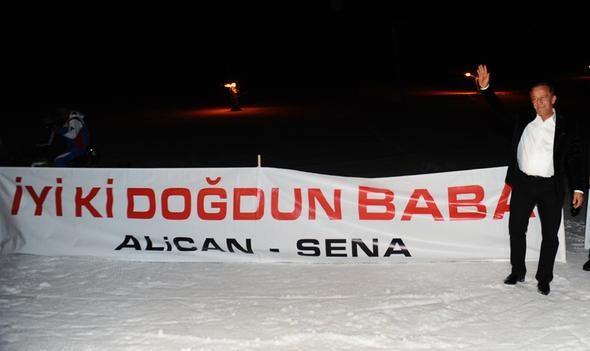 İYİ Kİ DOĞDUN BABA
ALİCAN - SENA